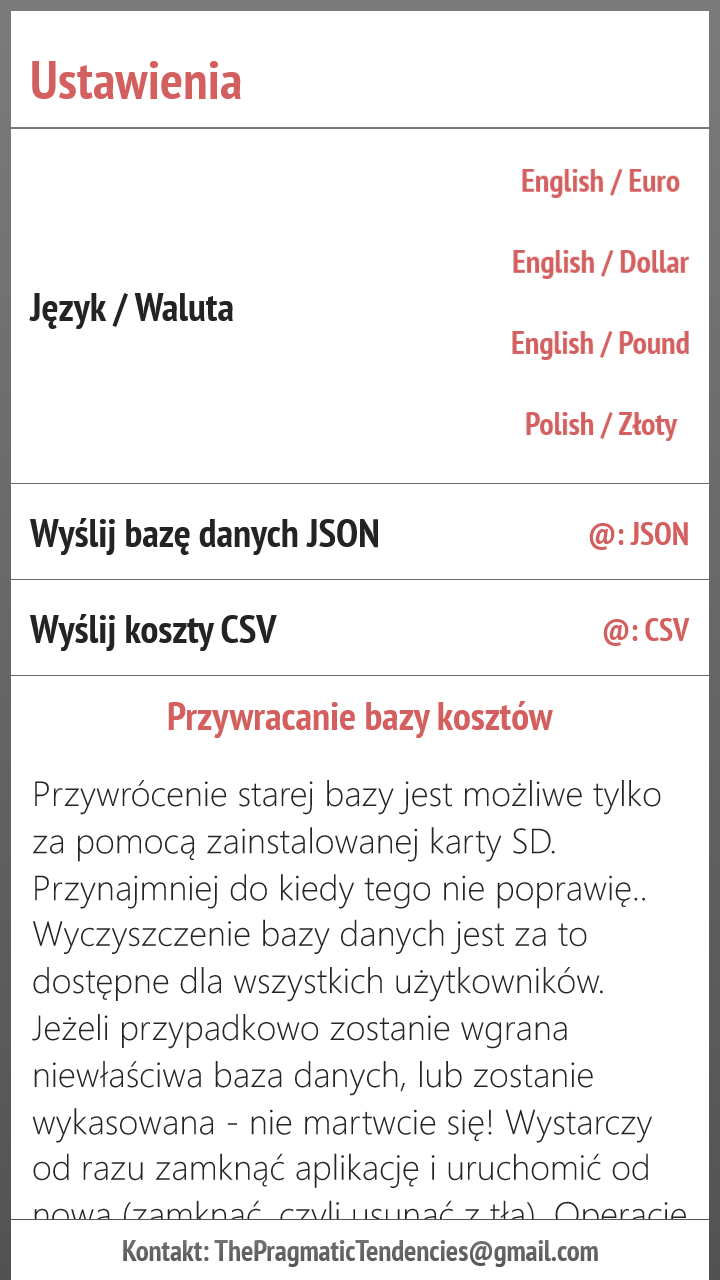 Ustawienia
English / Euro
English / Dollar
Język / Waluta
English / Pound
Polish / Złoty
Wyślij bazę danych JSON @: JSON
Wyślij koszty CSV @: CSV
Przywracanie bazy kosztów
Przywrócenie starej bazy jest możliwe tylko
za pomocą zainstalowanej karty SD.
Przynajmniej do kiedy tego nie poprawię..
Wyczyszczenie bazy danych jest za to
dostępne dla wszystkich użytkowników.
Jeżeli przypadkowo zostanie wgrana
niewłaściwa baza danych, lub zostanie
wykasowana - nie martwcie się! Wystarczy
od razu zamknąć aplikację i uruchomić od
nowa (zamknąć, czyli usunąć z tła). Operacje
Kontakt: ThePragmaticTendencies@gmail.com